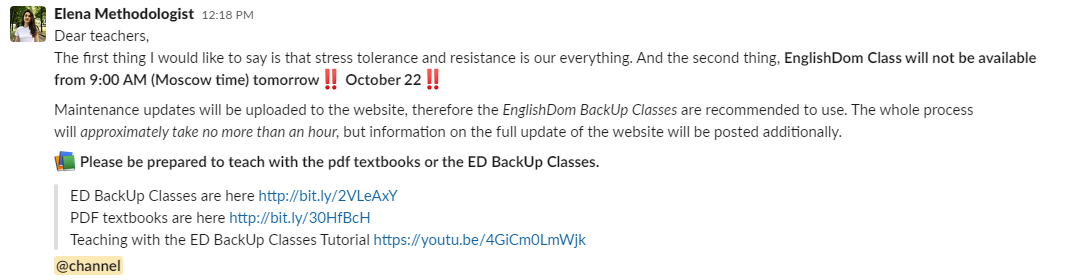 Elena Methodologist 12:18 PM
Dear teachers,
The first thing I would like to say is that stress tolerance and resistance is our everything. And the second thing, EnglishDom Class will not be available
from 9:00 AM (Moscow time) tomorrow ‼ October 22 ‼
Maintenance updates will be uploaded to the website, therefore the EnglishDom BackUp Classes are recommended to use. The whole process
will approximately take no more than an hour, but information on the full update of the website will be posted additionally.
Please be prepared to teach with the pdf textbooks or the ED BackUp Classes.
ED BackUp Classes are here http://bit.ly/2VLeAxY
PDF textbooks are here http://bit.ly/30HfBcH
Teaching with the ED BackUp Classes Tutorial https://youtu.be/4GiCm0LmWjk
@channel